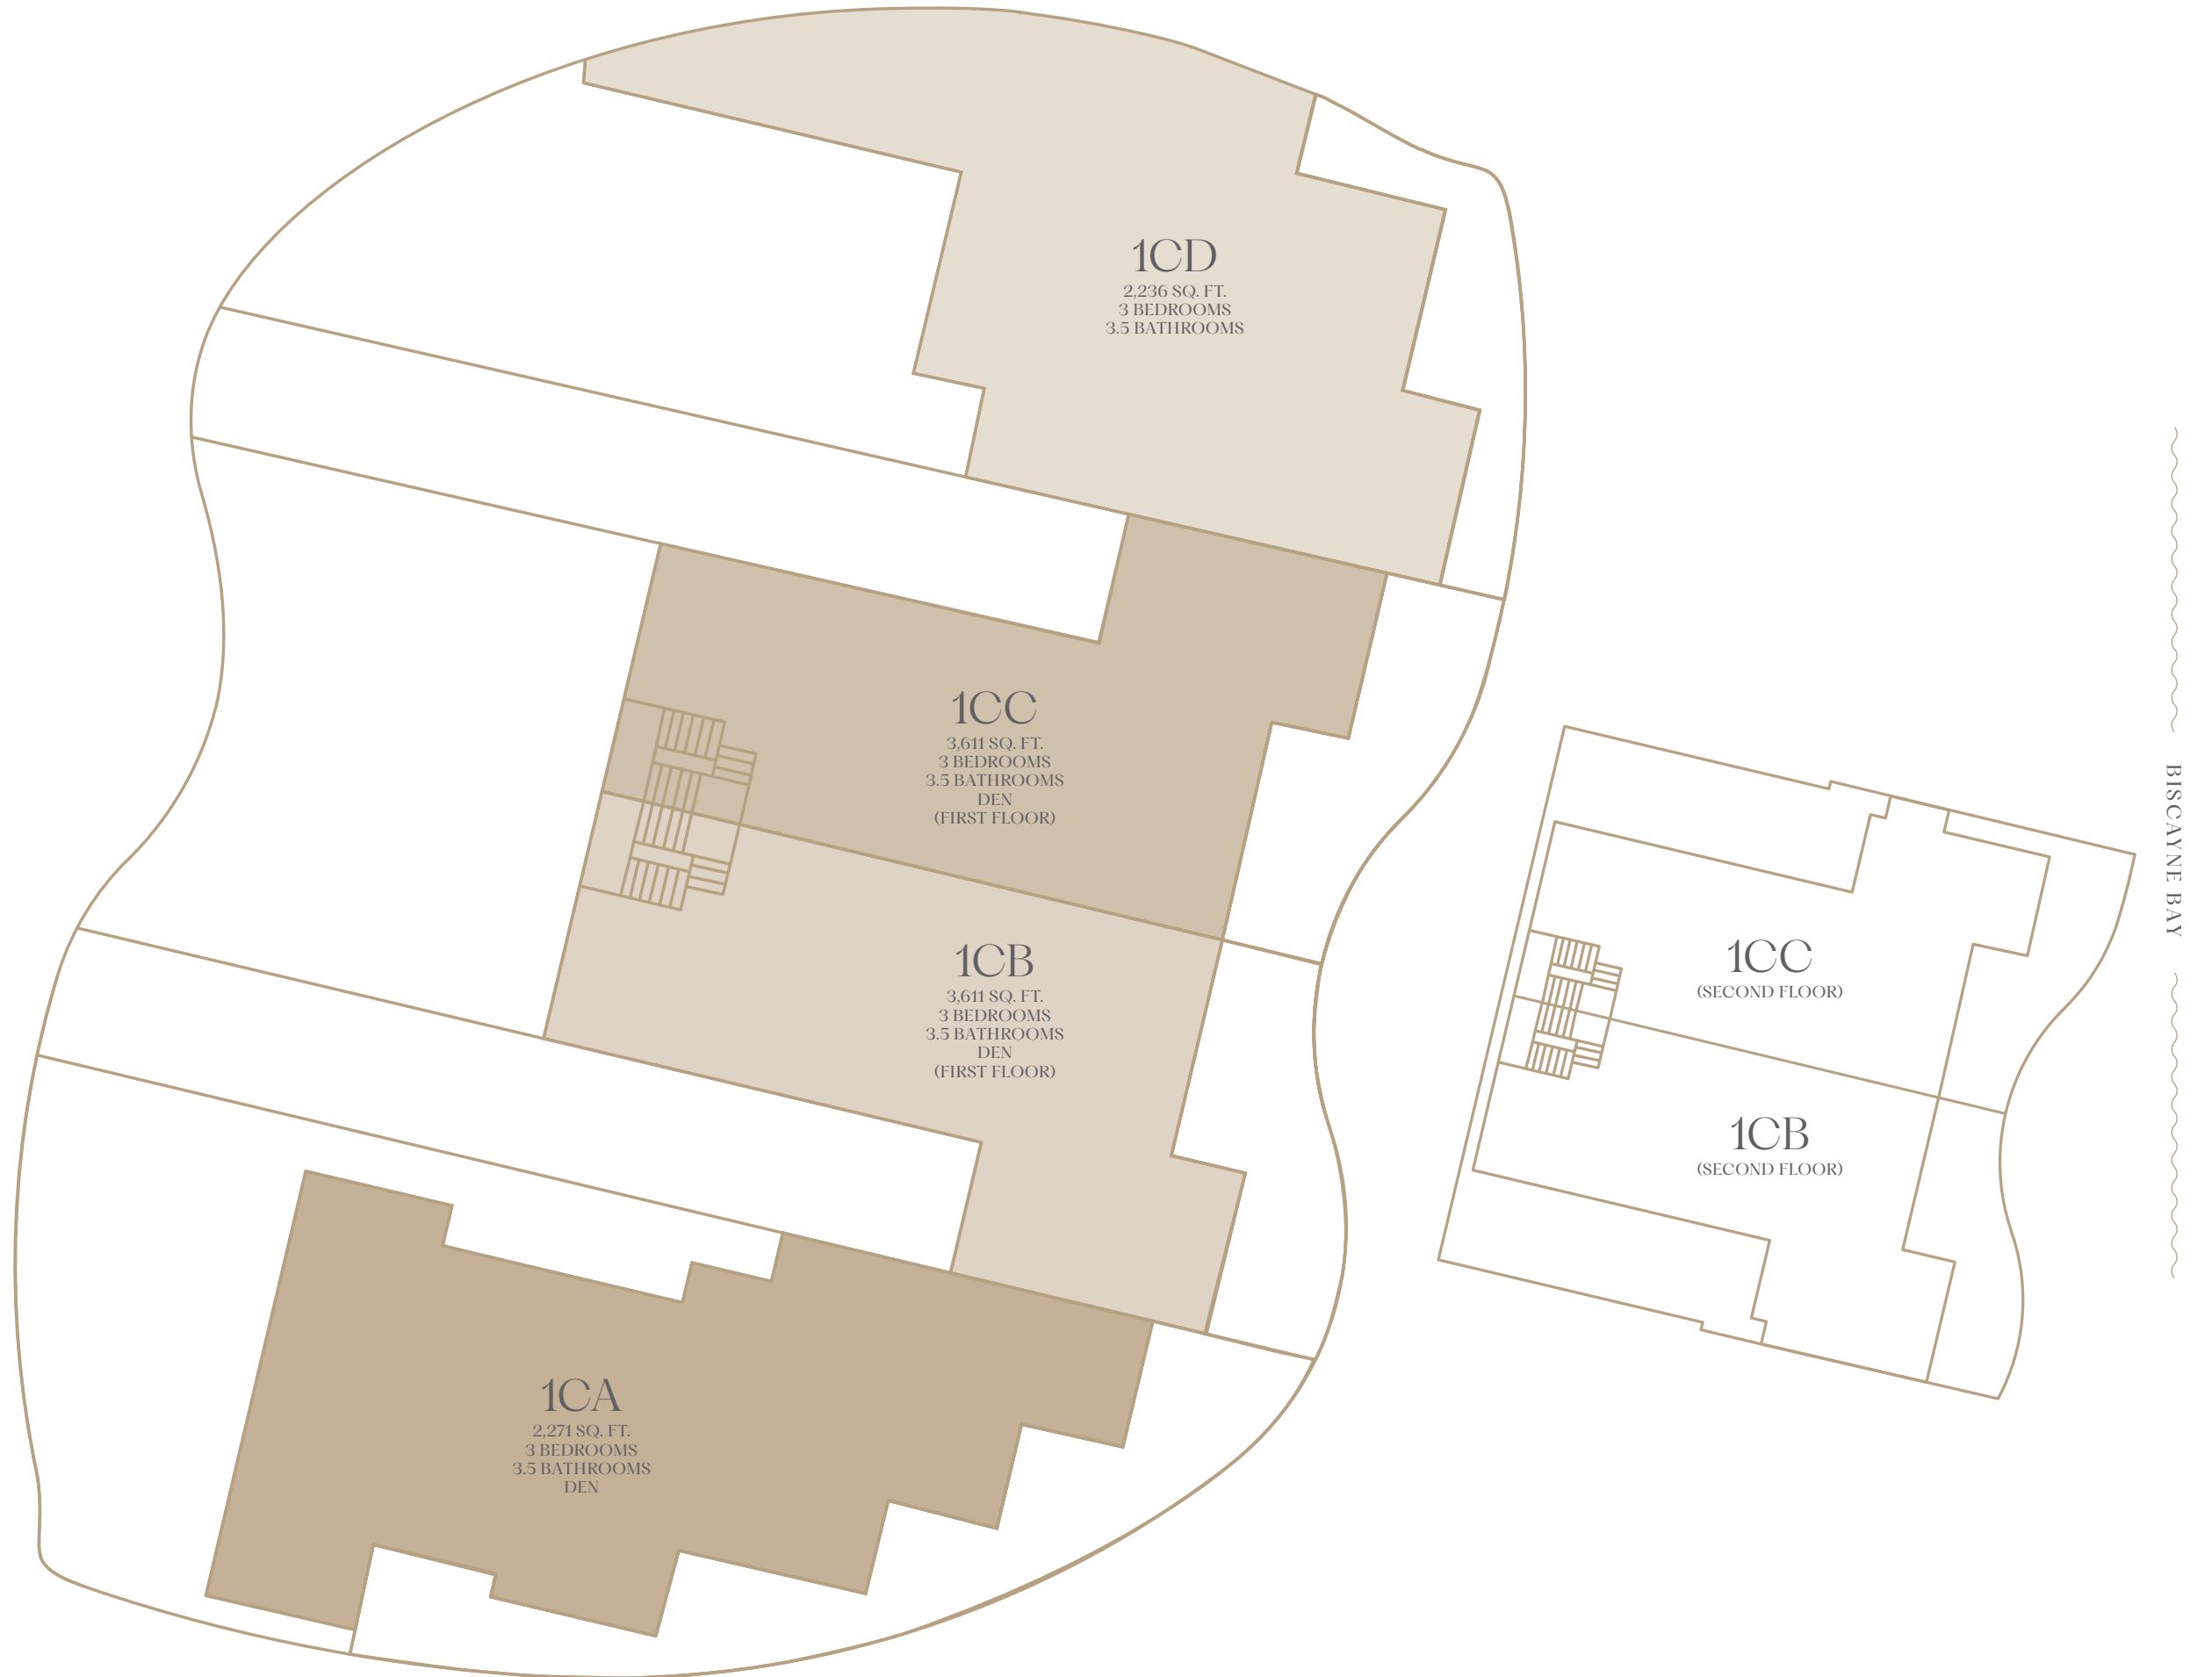 1CD
2,236 SQ. FT.
3 BEDROOMS
3.5 BATHROOMS
1CC
3,611 SQ. FT.
3 BEDROOMS
3.5 BATHROOMS
DEN
(FIRST FLOOR)
1CB
3,611 SQ. FT.
3 BEDROOMS
3.5 BATHROOMS
DEN
(FIRST FLOOR)
1CA
2,271 SQ. FT.
3 BEDROOMS
3.5 BATHROOMS
DEN
1CC
(SECOND FLOOR)
1CB
(SECOND FLOOR)
BISCAYNE BAY